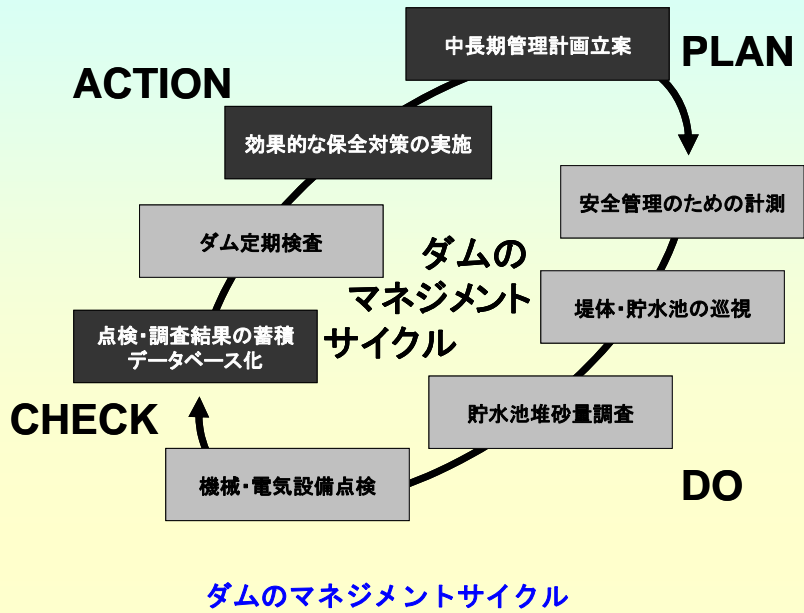 中長期管理計画立案
PLAN
ACTION
効果的な保全対策の実施
安全管理のための計測
ダム定期検査
ダムの
マネジメント
サイクル
堤体・貯水池の巡視
点検・調査結果の蓄積
データベース化
貯水池堆砂量調査
CHECK
機械・電気設備点検
DO
ダムのマネジメントサイクル